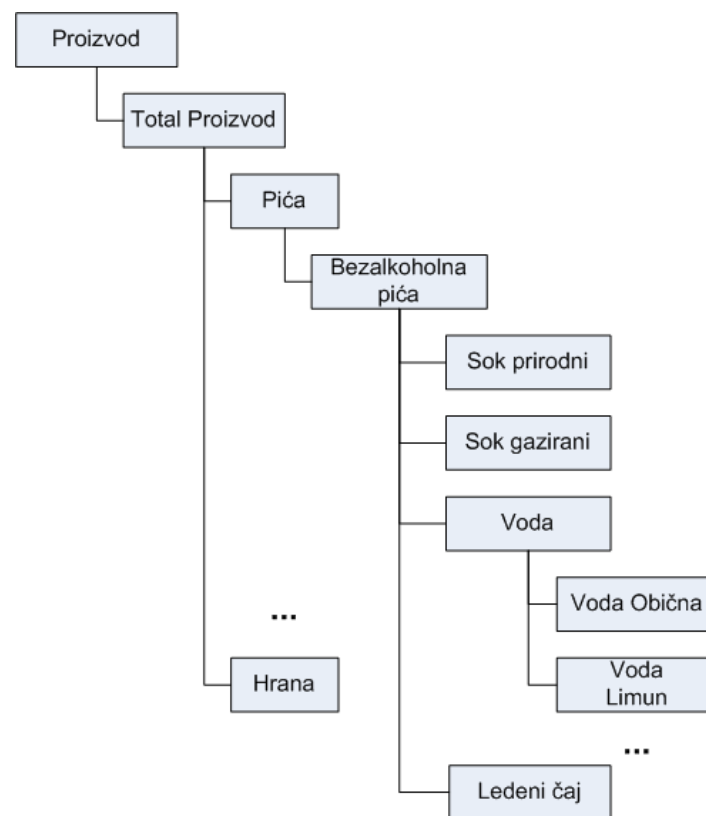 Proizvod
Total Proizvod
Pića
Bezalkoholna
pića
Sok prirodni
Sok gazirani
Voda
Voda Obična
...
Hrana
Voda
Limun
...
Ledeni čaj